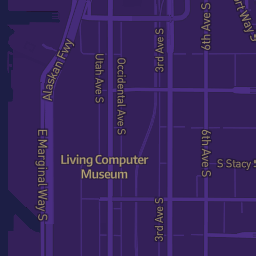 Alaskan Fwy
Utah Ave S
Occidental Ave S
3rd Ave S
6th Ave S
Way S
E Marginal Way S
Living Computer
Museum
6th Ave S
S Stacy
3rd Ave S